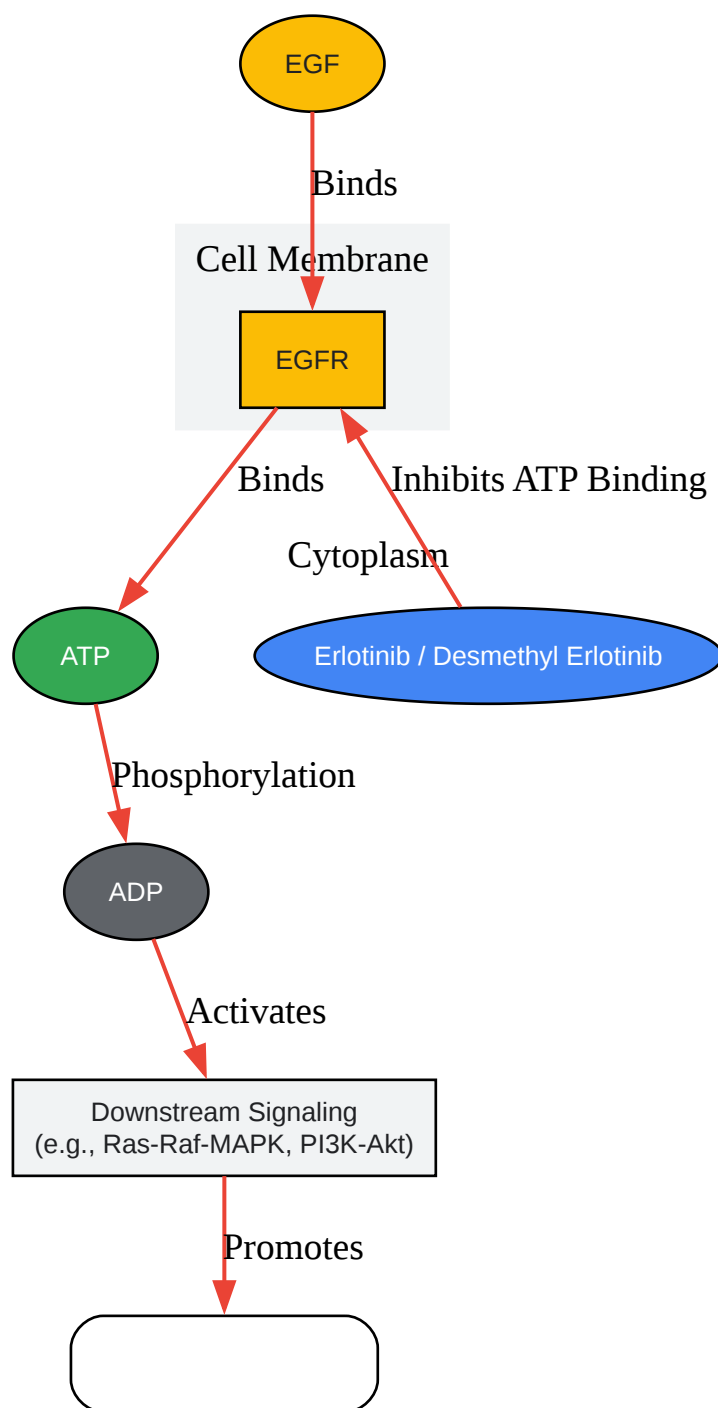 EGF
Binds
Cell Membrane
EGFR
Binds
Inhibits ATP Binding
Cytoplasm
ATP
Erlotinib / Desmethyl Erlotinib
Phosphorylation
ADP
Activates
Downstream Signaling
(e.g., Ras-Raf-MAPK, PI3K-Akt)
Promotes